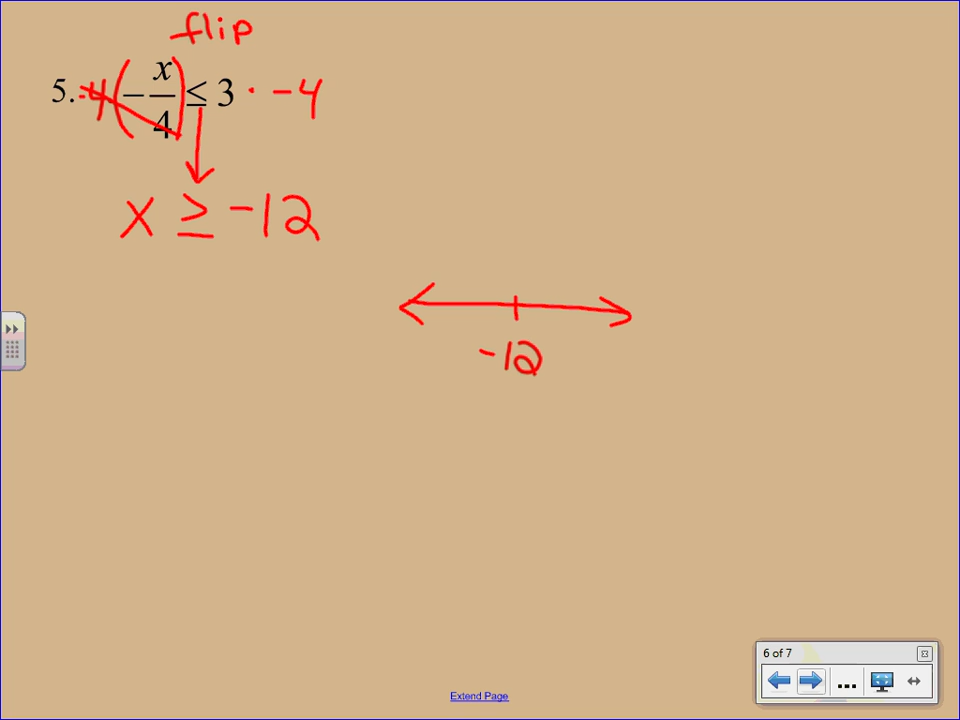 flip
5. -4(-x/4) ≤ 3 · -4
x ≥ -12
-12
6 of 7
...
Extend Page